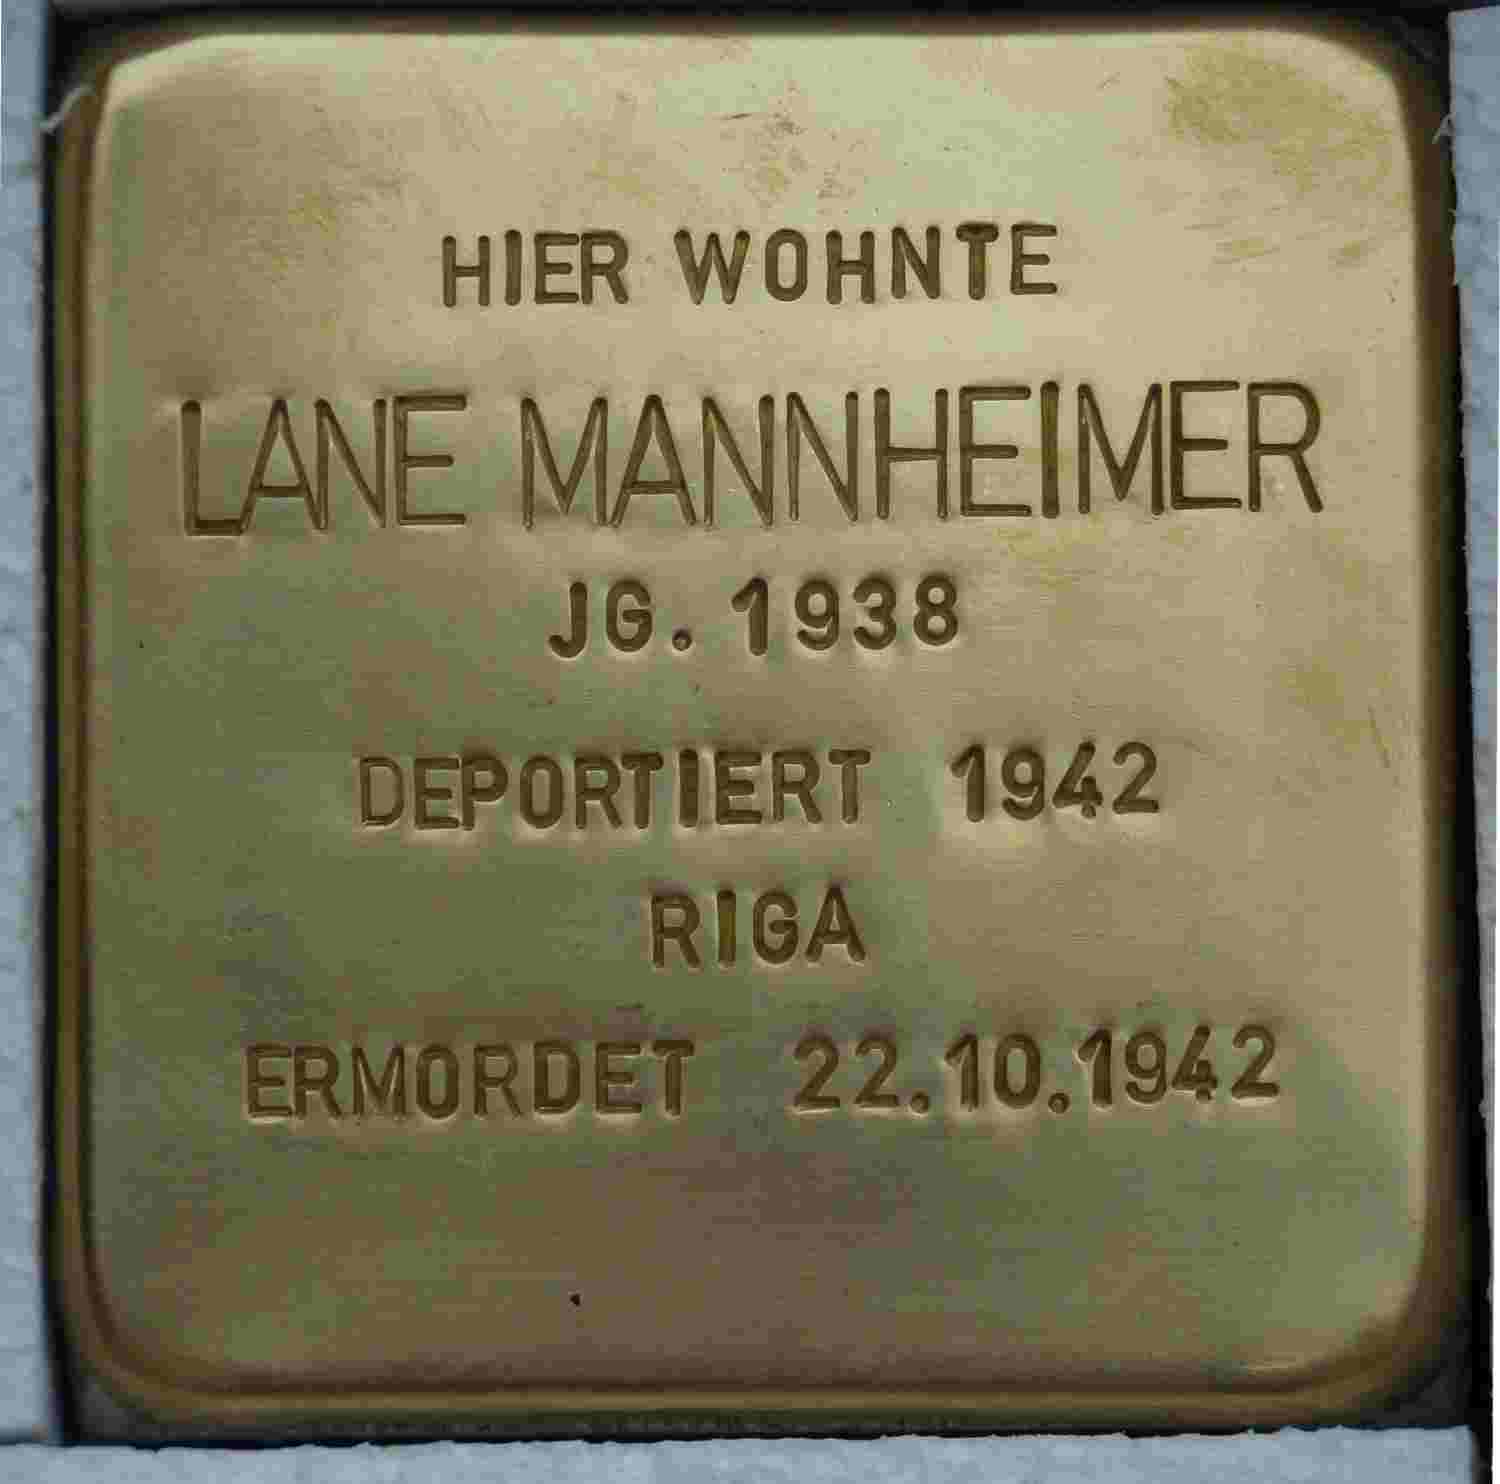 HIER WOHNTE
LANE MANNHEIMER
JG. 1938
DEPORTIERT 1942
RIGA
ERMORDET 22.10.1942